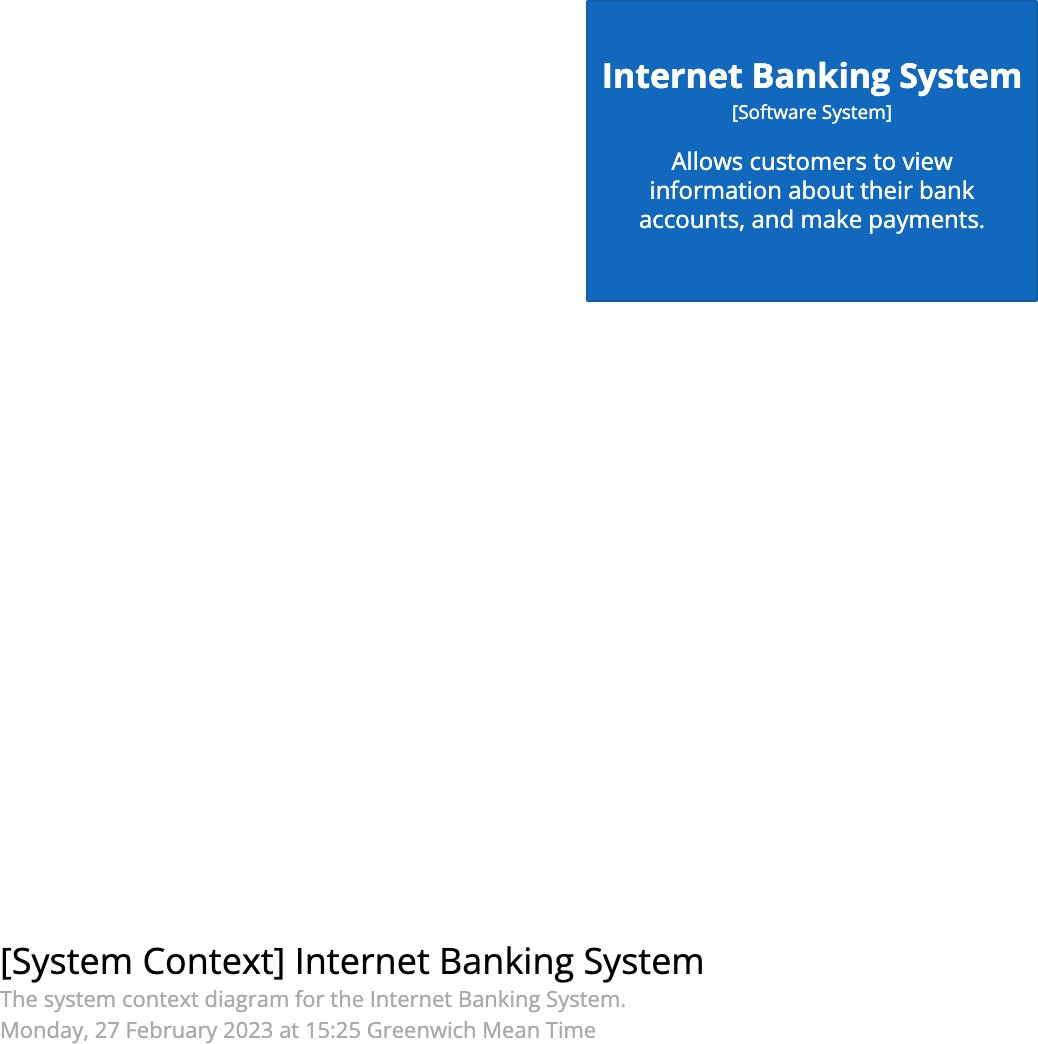 Internet Banking System
[Software System]
Allows customers to view
information about their bank
accounts, and make payments.
[System Context] Internet Banking System
The system context diagram for the Internet Banking System.
Monday, 27 February 2023 at 15:25 Greenwich Mean Time